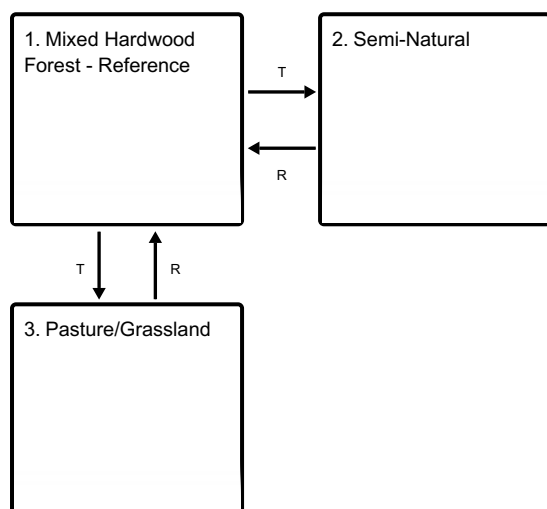 1. Mixed Hardwood
Forest - Reference
2. Semi-Natural
T
R
T
R
3. Pasture/Grassland